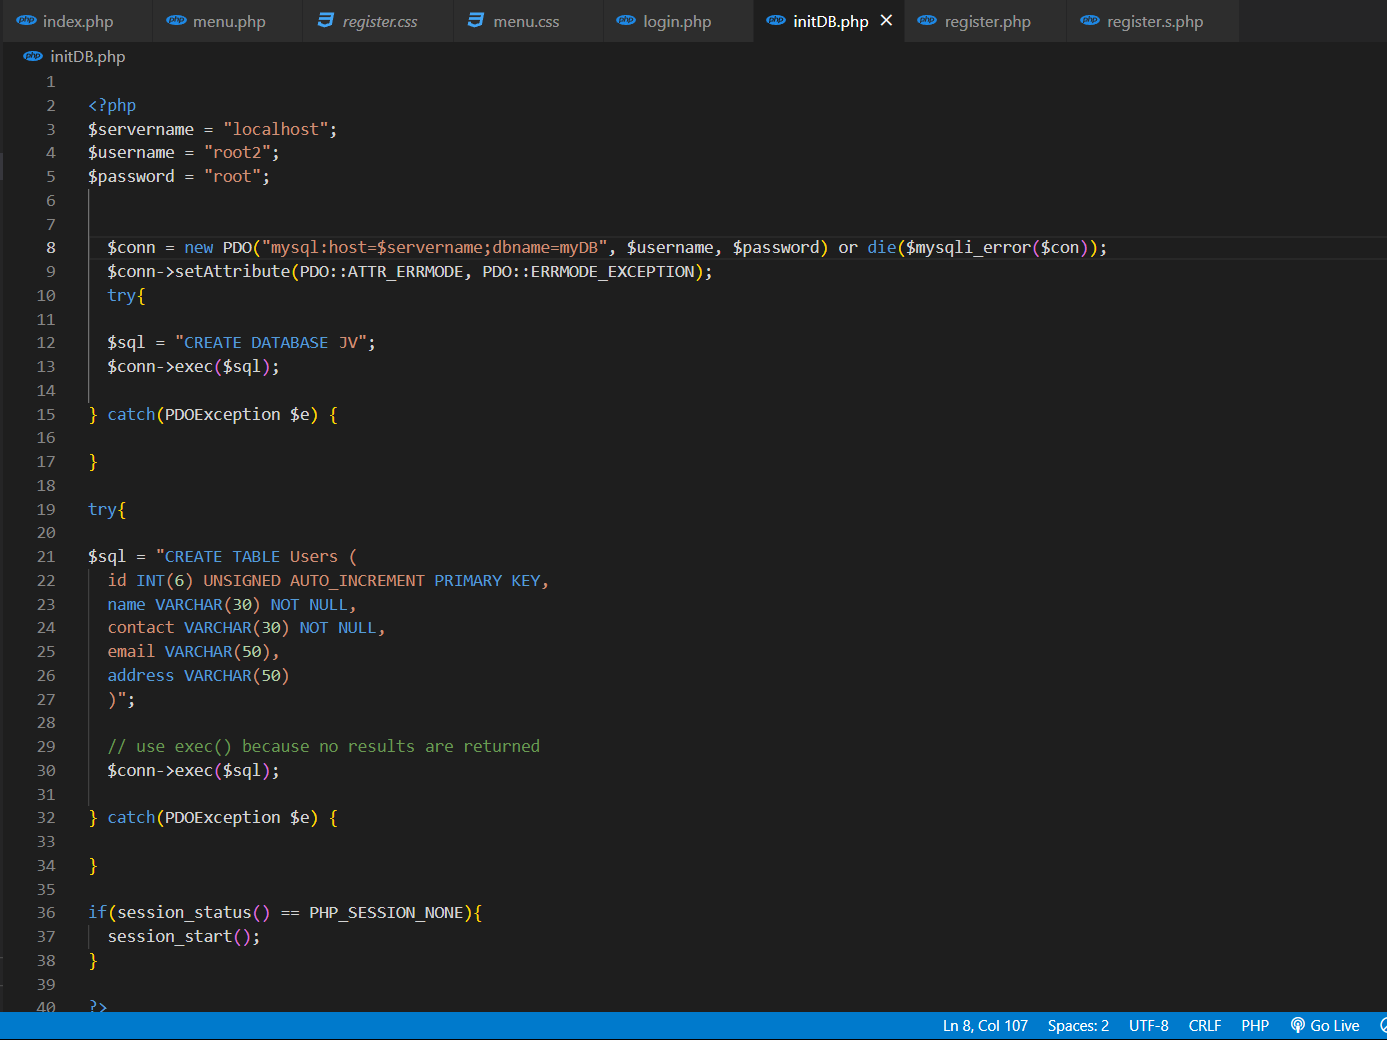 index.php menu.php register.css menu.css login.php initDB.php register.php register.s.php
initDB.php
1
2 <?php
3 $servername = "localhost";
4 $username = "root2";
5 $password = "root";
6
7
8 $conn = new PDO("mysql:host=$servername;dbname=myDB", $username, $password) or die($mysqli_error($con));
9 $conn->setAttribute(PDO::ATTR_ERRMODE, PDO::ERRMODE_EXCEPTION);
10 try{
11
12 $sql = "CREATE DATABASE JV";
13 $conn->exec($sql);
14
15 } catch(PDOException $e) {
16
17 }
18
19 try{
20
21 $sql = "CREATE TABLE Users (
22 id INT(6) UNSIGNED AUTO_INCREMENT PRIMARY KEY,
23 name VARCHAR(30) NOT NULL,
24 contact VARCHAR(30) NOT NULL,
25 email VARCHAR(50),
26 address VARCHAR(50)
27 )";
28
29 // use exec() because no results are returned
30 $conn->exec($sql);
31
32 } catch(PDOException $e) {
33
34 }
35
36 if(session_status() == PHP_SESSION_NONE){
37 session_start();
38 }
39
40 ?>
Ln 8, Col 107 Spaces: 2 UTF-8 CRLF PHP Go Live